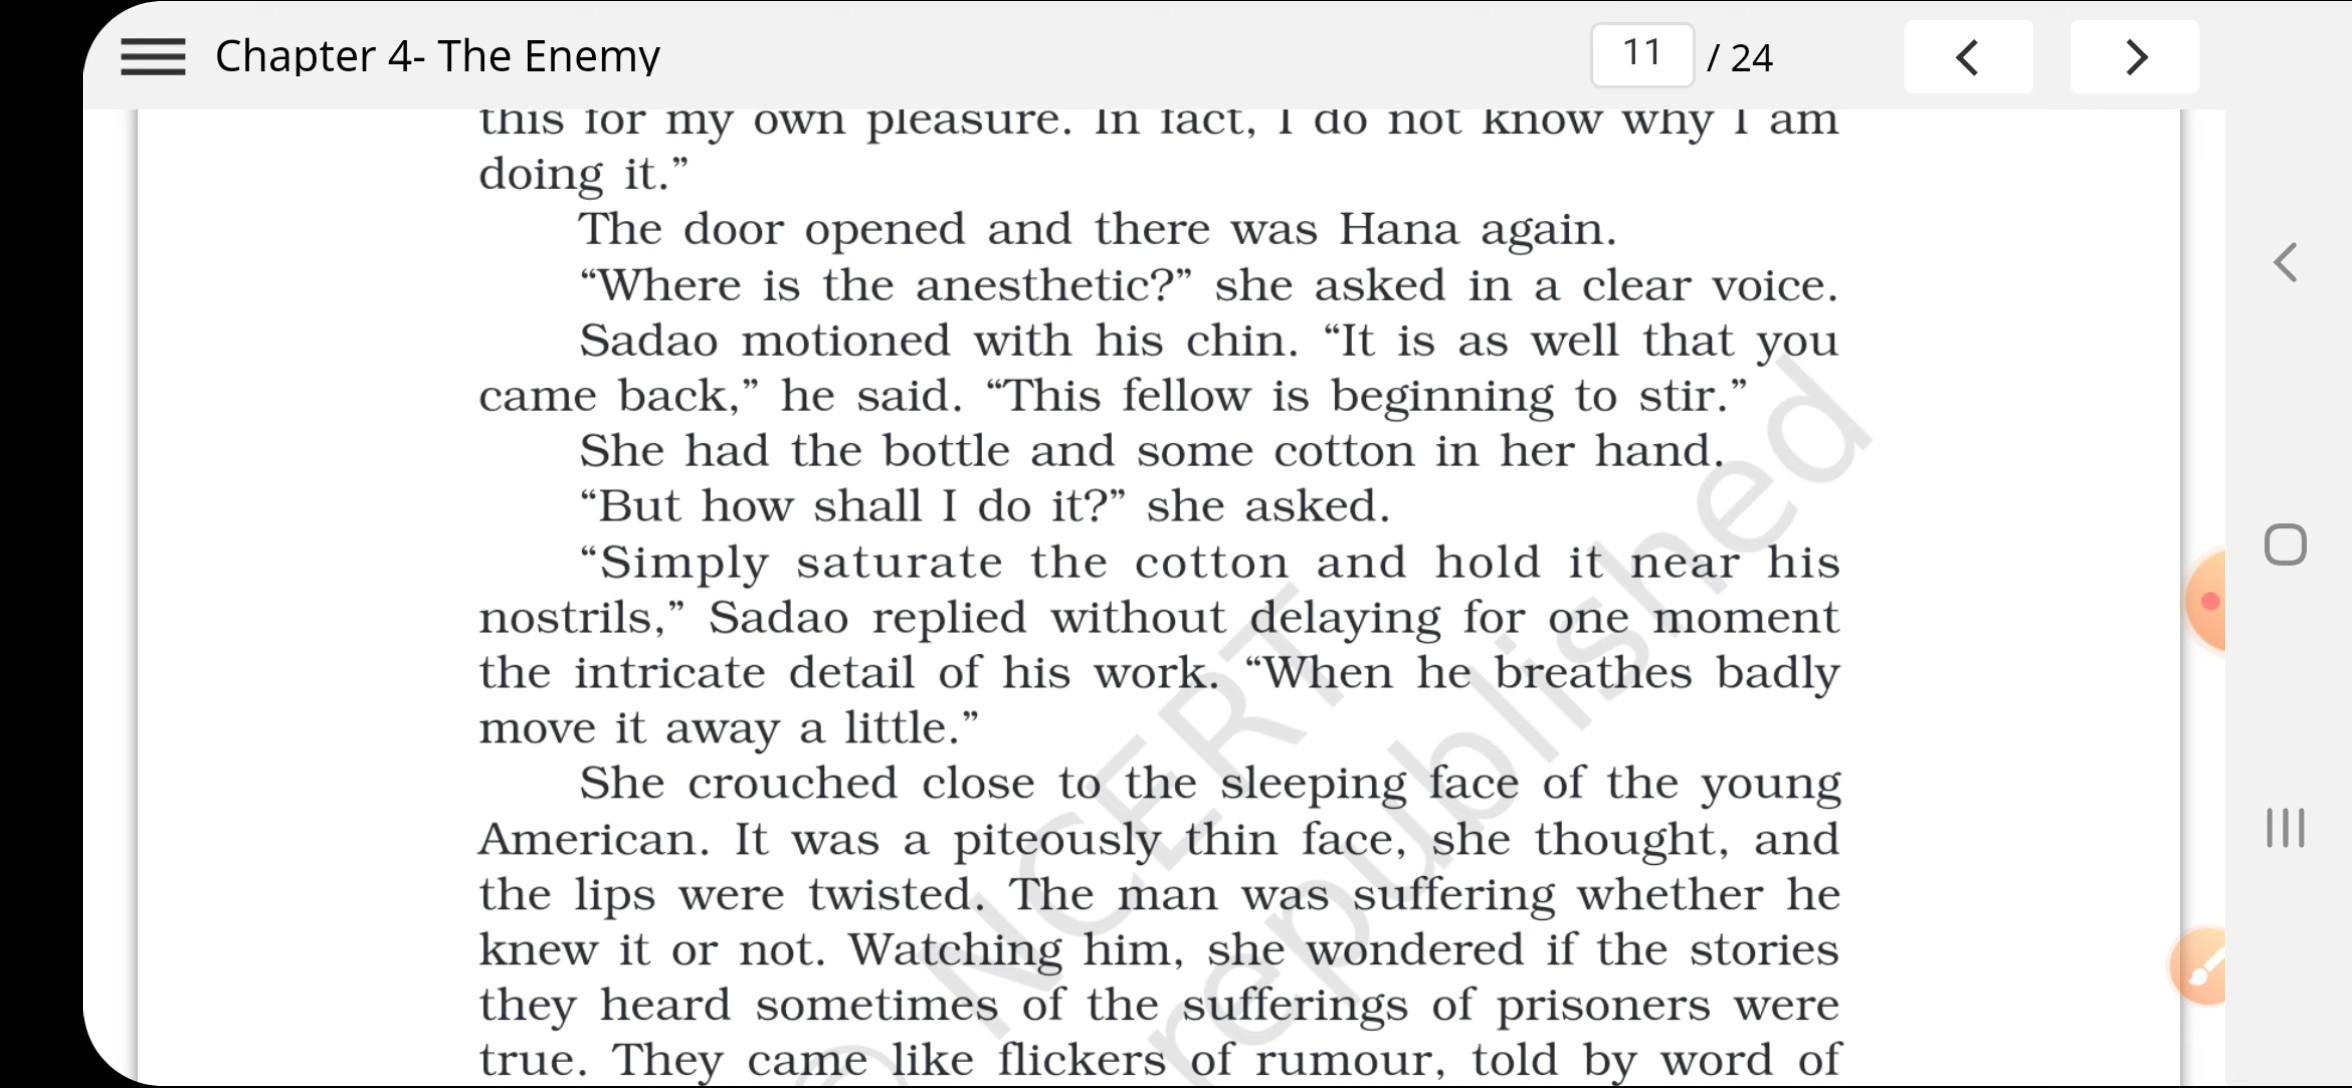 Chapter 4- The Enemy
11 / 24
this for my own pleasure. In fact, I do not know why I am
doing it.”
The door opened and there was Hana again.
“Where is the anesthetic?” she asked in a clear voice.
Sadao motioned with his chin. “It is as well that you
came back,” he said. “This fellow is beginning to stir.”
She had the bottle and some cotton in her hand.
“But how shall I do it?” she asked.
“Simply saturate the cotton and hold it near his
nostrils,” Sadao replied without delaying for one moment
the intricate detail of his work. “When he breathes badly
move it away a little.”
She crouched close to the sleeping face of the young
American. It was a piteously thin face, she thought, and
the lips were twisted. The man was suffering whether he
knew it or not. Watching him, she wondered if the stories
they heard sometimes of the sufferings of prisoners were
true. They came like flickers of rumour, told by word of
NCERT
republished